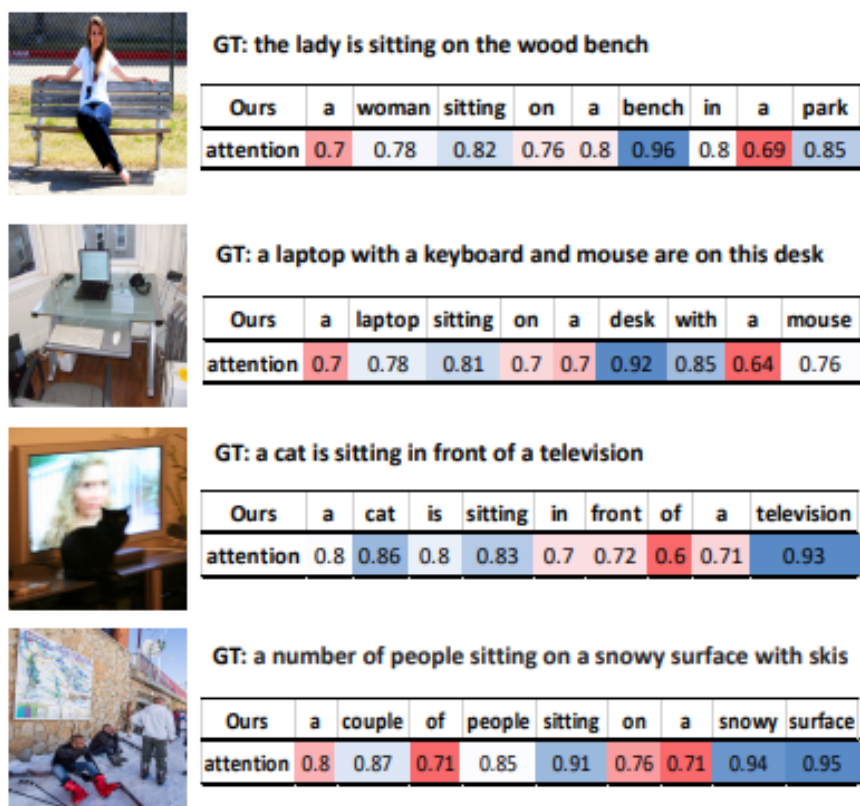 GT: the lady is sitting on the wood bench
Ours a woman sitting on a bench in a park
attention 0.7 0.78 0.82 0.76 0.8 0.96 0.8 0.69 0.85
GT: a laptop with a keyboard and mouse are on this desk
Ours a laptop sitting on a desk with a mouse
attention 0.7 0.78 0.81 0.7 0.7 0.92 0.85 0.64 0.76
GT: a cat is sitting in front of a television
Ours a cat is sitting in front of a television
attention 0.8 0.86 0.8 0.83 0.7 0.72 0.6 0.71 0.93
GT: a number of people sitting on a snowy surface with skis
Ours a couple of people sitting on a snowy surface
attention 0.8 0.87 0.71 0.85 0.91 0.76 0.71 0.94 0.95